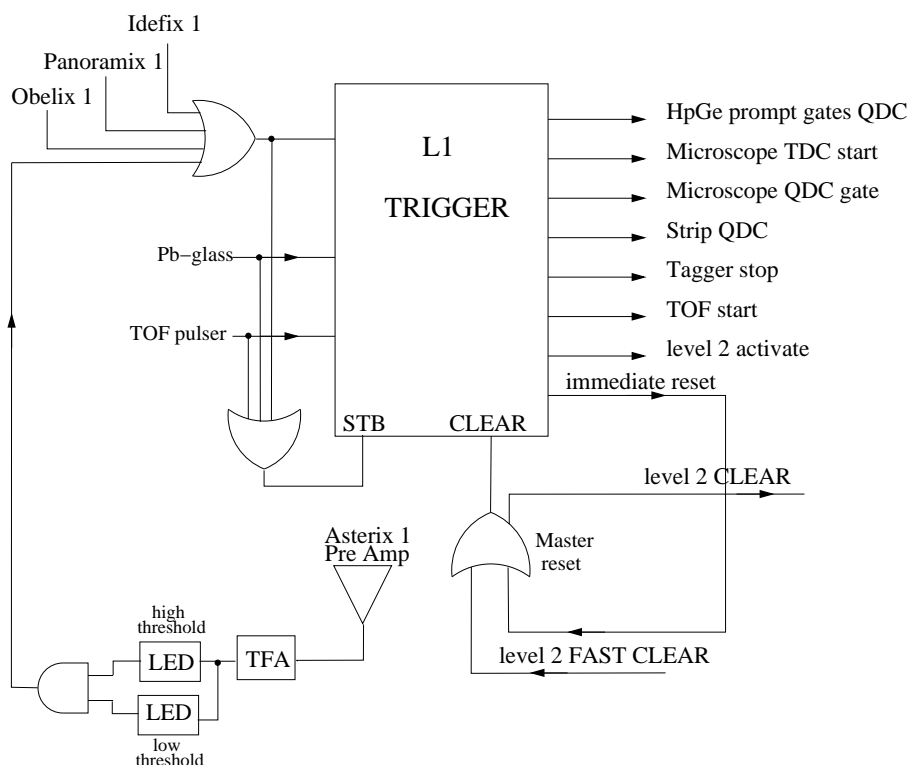 Idefix 1
Panoramix 1
Obelix 1
L1
TRIGGER
HpGe prompt gates QDC
Microscope TDC start
Microscope QDC gate
Strip QDC
Tagger stop
TOF start
level 2 activate
immediate reset
Pb-glass
TOF pulser
STB
CLEAR
level 2 CLEAR
Master
reset
level 2 FAST CLEAR
Asterix 1
Pre Amp
high
threshold
LED
TFA
LED
low
threshold